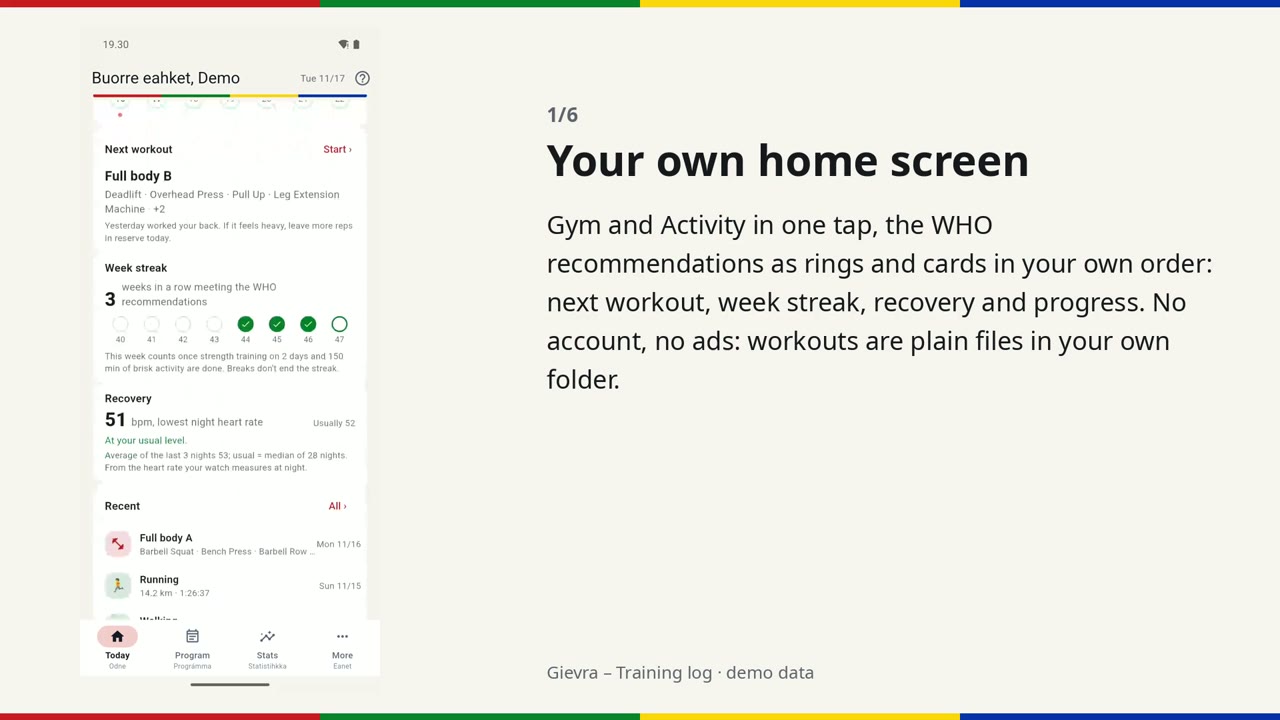 19.30
Buorre eahket, Demo
Tue 11/17
Next workout
Start ›
Full body B
Deadlift · Overhead Press · Pull Up · Leg Extension
Machine · +2
Yesterday worked your back. If it feels heavy, leave more reps
in reserve today.
Week streak
3 weeks in a row meeting the WHO
recommendations
40 41 42 43 44 45 46 47
This week counts once strength training on 2 days and 150
min of brisk activity are done. Breaks don't end the streak.
Recovery
51 bpm, lowest night heart rate
Usually 52
At your usual level.
Average of the last 3 nights 53; usual = median of 28 nights.
From the heart rate your watch measures at night.
Recent
All ›
Full body A
Barbell Squat · Bench Press · Barbell Row ...
Mon 11/16
Running
14.2 km · 1:26:37
Sun 11/15
Today
Odne
Program
Prográmma
Stats
Statistihkka
More
Eanet
1/6
Your own home screen
Gym and Activity in one tap, the WHO
recommendations as rings and cards in your own order:
next workout, week streak, recovery and progress. No
account, no ads: workouts are plain files in your own
folder.
Gievra – Training log · demo data